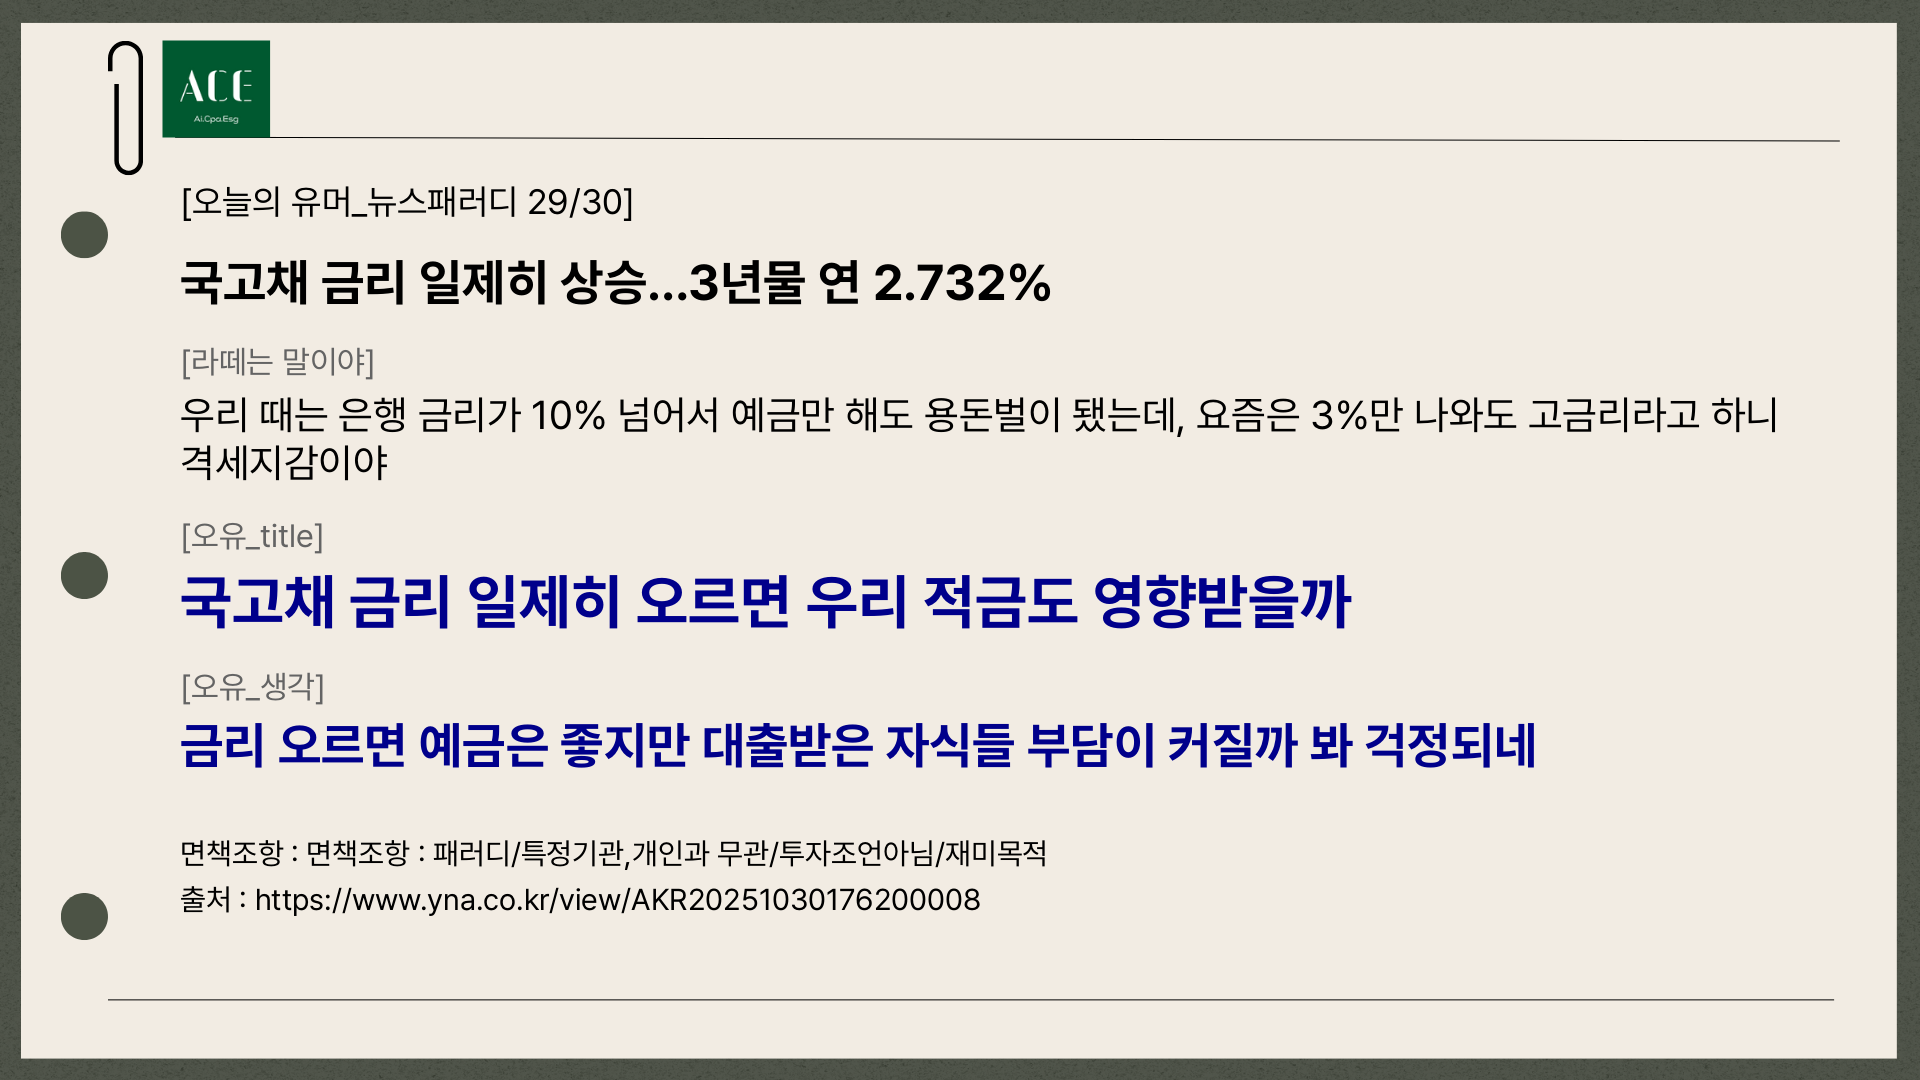 ACE
Ai.Cpa.Esg
[오늘의 유머_뉴스패러디 29/30]
국고채 금리 일제히 상승...3년물 연 2.732%
[라떼는 말이야]
우리 때는 은행 금리가 10% 넘어서 예금만 해도 용돈벌이 됐는데, 요즘은 3%만 나와도 고금리라고 하니
격세지감이야
[오유_title]
국고채 금리 일제히 오르면 우리 적금도 영향받을까
[오유_생각]
금리 오르면 예금은 좋지만 대출받은 자식들 부담이 커질까 봐 걱정되네
면책조항 : 면책조항 : 패러디/특정기관,개인과 무관/투자조언아님/재미목적
출처 : https://www.yna.co.kr/view/AKR20251030176200008